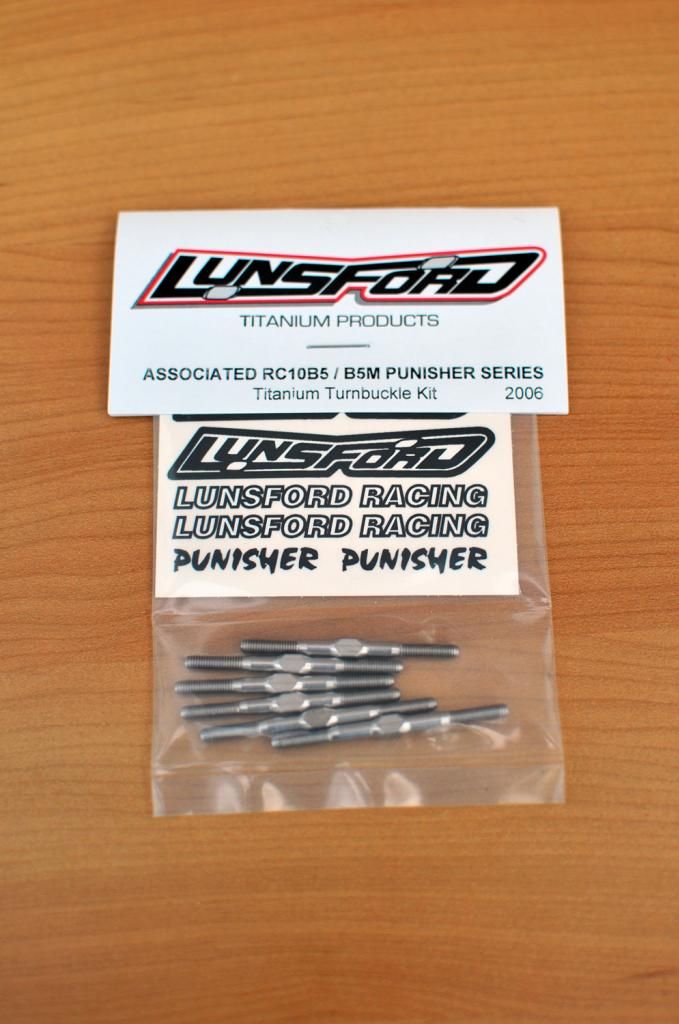 LUNSFORD
TITANIUM PRODUCTS
ASSOCIATED RC10B5 / B5M PUNISHER SERIES
Titanium Turnbuckle Kit 2006
LUNSFORD
LUNSFORD RACING
LUNSFORD RACING
PUNISHER PUNISHER